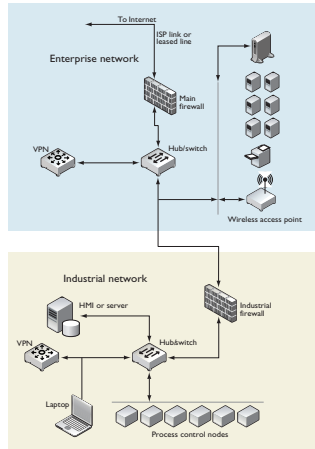 To Internet
ISP link or
leased line
Enterprise network
Main
firewall
VPN
Hub/switch
Wireless access point
Industrial network
HMI or server
Industrial
firewall
VPN
Hub&switch
Laptop
Process control nodes